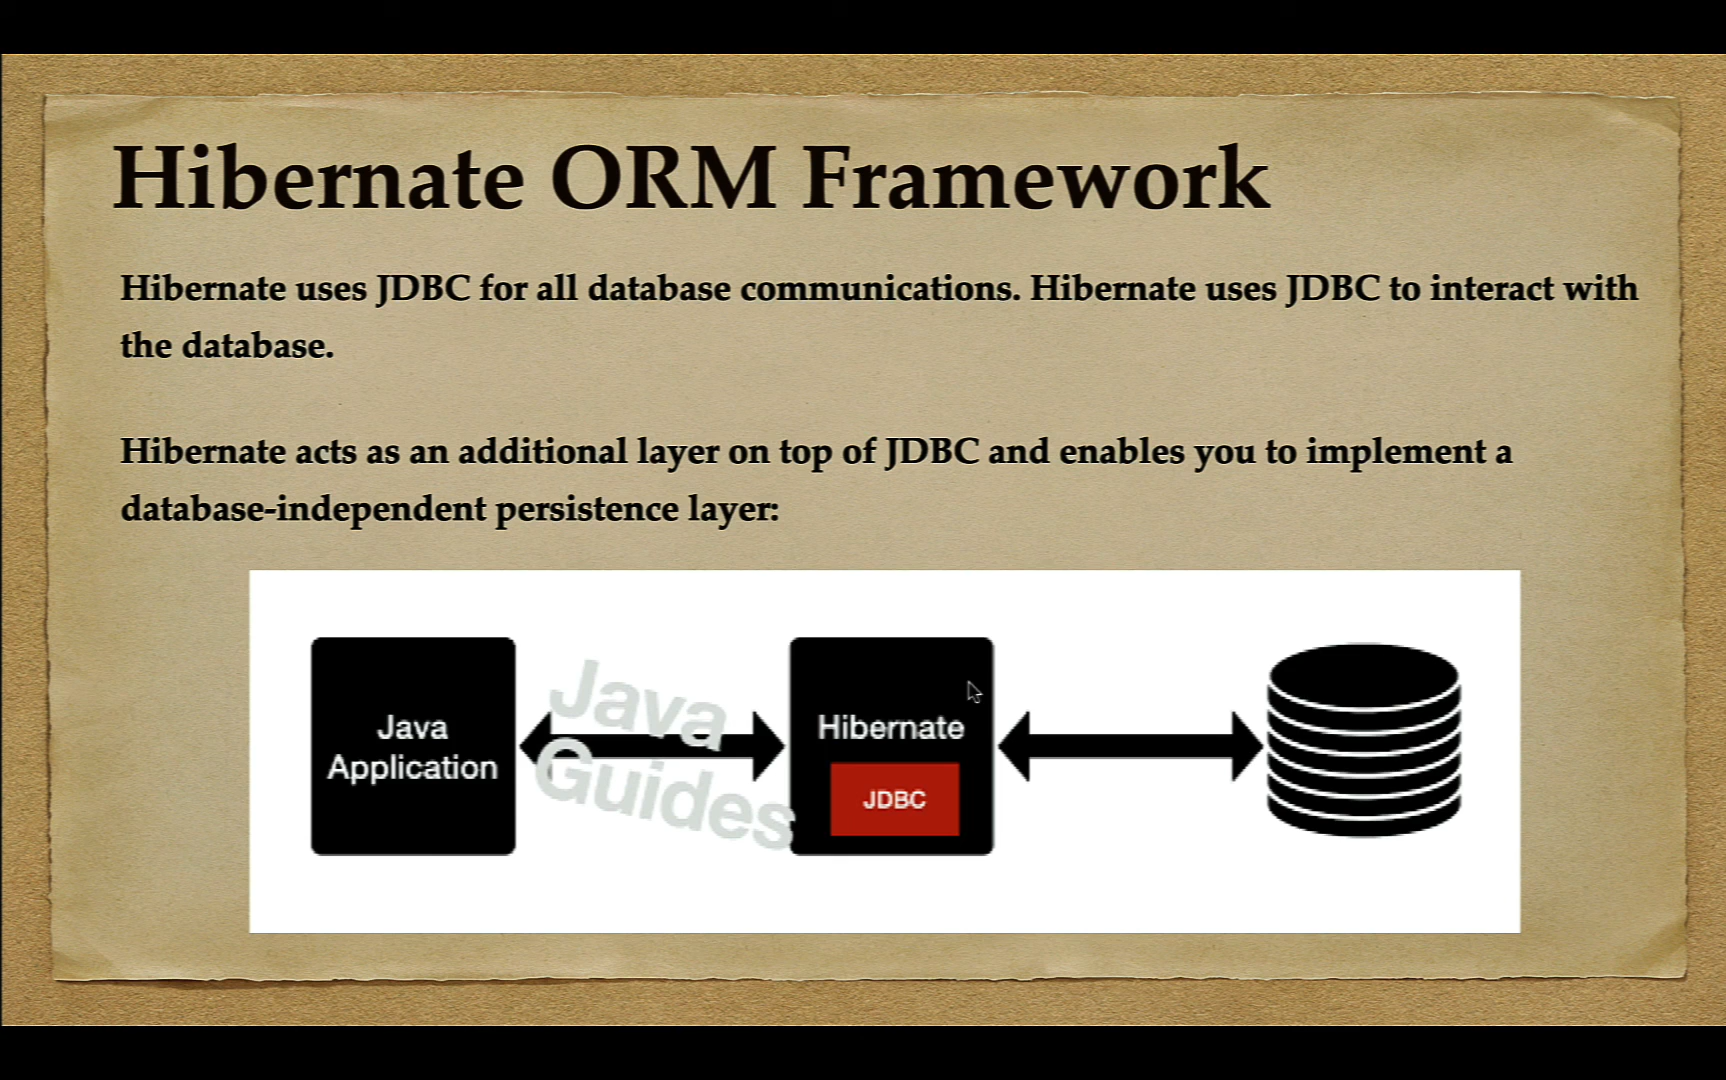 Hibernate ORM Framework
Hibernate uses JDBC for all database communications. Hibernate uses JDBC to interact with
the database.
Hibernate acts as an additional layer on top of JDBC and enables you to implement a
database-independent persistence layer:
Java
Application
Java
Guides
Hibernate
JDBC